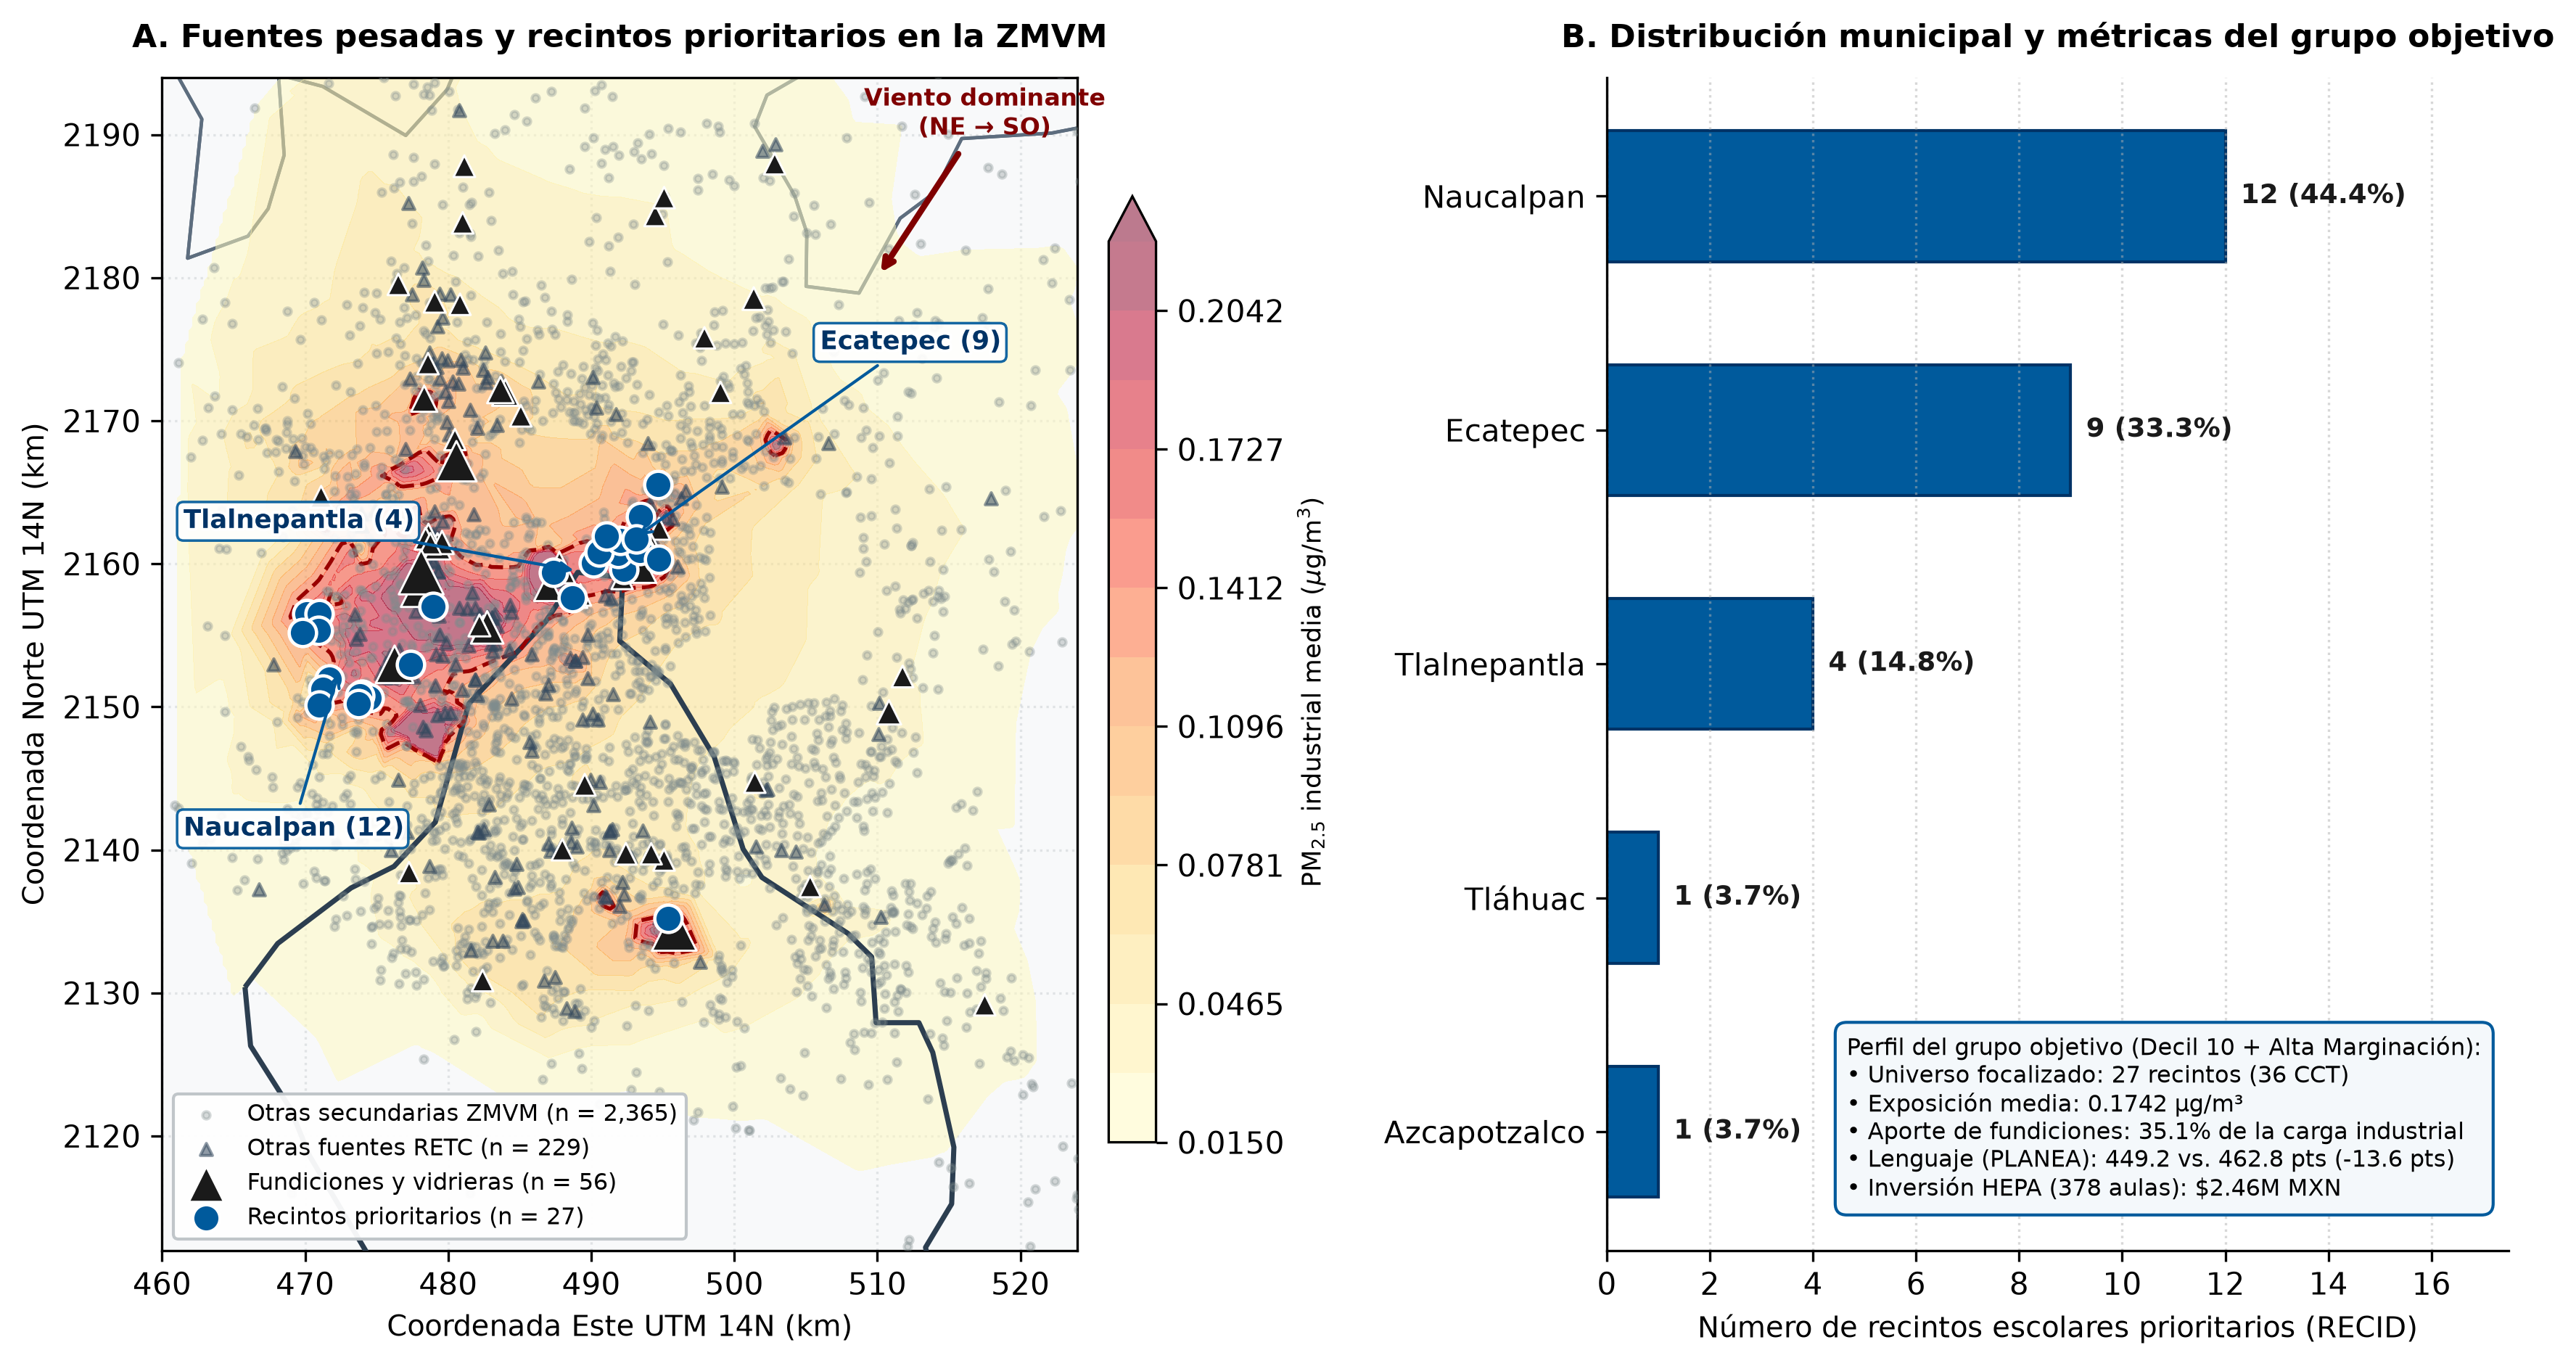 A. Fuentes pesadas y recintos prioritarios en la ZMVM
Viento dominante
(NE → SO)
Ecatepec (9)
Tlalnepantla (4)
Naucalpan (12)
Otras secundarias ZMVM (n = 2,365)
Otras fuentes RETC (n = 229)
Fundiciones y vidrieras (n = 56)
Recintos prioritarios (n = 27)
Coordenada Norte UTM 14N (km)
2190
2180
2170
2160
2150
2140
2130
2120
460 470 480 490 500 510 520
Coordenada Este UTM 14N (km)
0.2042
0.1727
0.1412
0.1096
0.0781
0.0465
0.0150
PM2.5 industrial media (μg/m³)
B. Distribución municipal y métricas del grupo objetivo
Naucalpan 12 (44.4%)
Ecatepec 9 (33.3%)
Tlalnepantla 4 (14.8%)
Tláhuac 1 (3.7%)
Azcapotzalco 1 (3.7%)
Perfil del grupo objetivo (Decil 10 + Alta Marginación):
• Universo focalizado: 27 recintos (36 CCT)
• Exposición media: 0.1742 µg/m³
• Aporte de fundiciones: 35.1% de la carga industrial
• Lenguaje (PLANEA): 449.2 vs. 462.8 pts (-13.6 pts)
• Inversión HEPA (378 aulas): $2.46M MXN
0 2 4 6 8 10 12 14 16
Número de recintos escolares prioritarios (RECID)